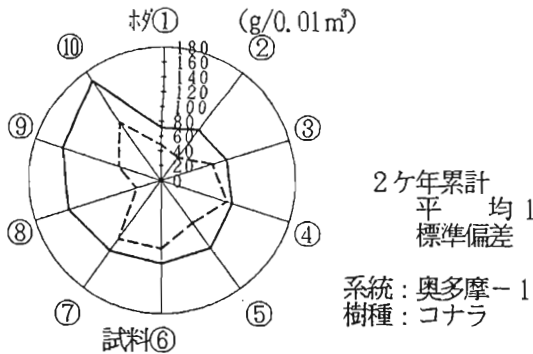 ホダ① (g/0.01㎥)
⑩ ②
180
160
140
120
100
80
60
40
20
0
⑨ ③
⑧ ④
⑦ ⑤
試料⑥
2ケ年累計
平　均 1
標準偏差
系統：奥多摩－1
樹種：コナラ